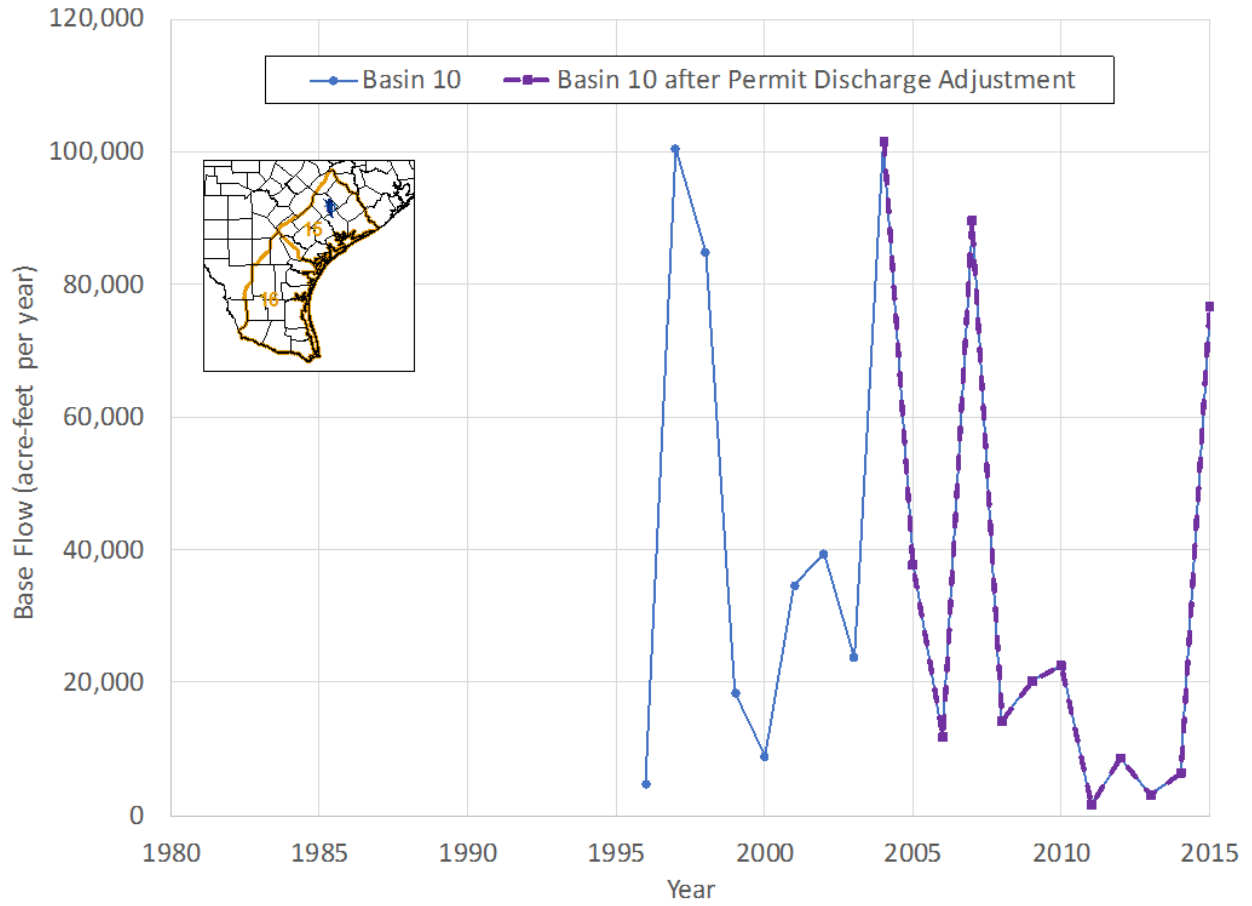 120,000
Basin 10 Basin 10 after Permit Discharge Adjustment
100,000
80,000
60,000
40,000
20,000
0
15
16
Base Flow (acre-feet per year)
1980 1985 1990 1995 2000 2005 2010 2015
Year